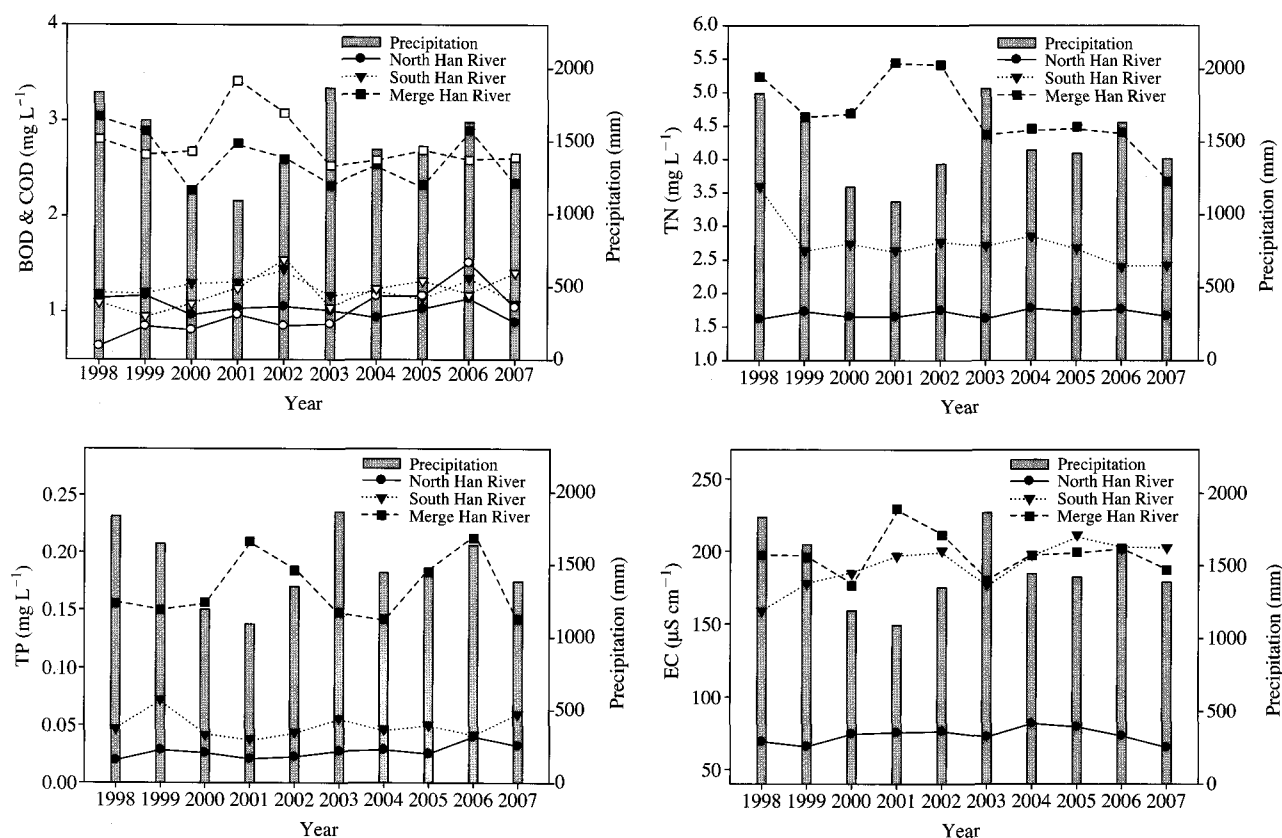 4
3
2
1
BOD & COD (mg L⁻¹)
Precipitation
North Han River
South Han River
Merge Han River
2000
1500
1000
500
0
Precipitation (mm)
1998 1999 2000 2001 2002 2003 2004 2005 2006 2007
Year
6.0
5.5
5.0
4.5
4.0
3.5
3.0
2.5
2.0
1.5
1.0
TN (mg L⁻¹)
Precipitation
North Han River
South Han River
Merge Han River
2000
1500
1000
500
0
Precipitation (mm)
1998 1999 2000 2001 2002 2003 2004 2005 2006 2007
Year
0.25
0.20
0.15
0.10
0.05
0.00
TP (mg L⁻¹)
Precipitation
North Han River
South Han River
Merge Han River
2000
1500
1000
500
0
Precipitation (mm)
1998 1999 2000 2001 2002 2003 2004 2005 2006 2007
Year
250
200
150
100
50
EC (μS cm⁻¹)
Precipitation
North Han River
South Han River
Merge Han River
2000
1500
1000
500
0
Precipitation (mm)
1998 1999 2000 2001 2002 2003 2004 2005 2006 2007
Year